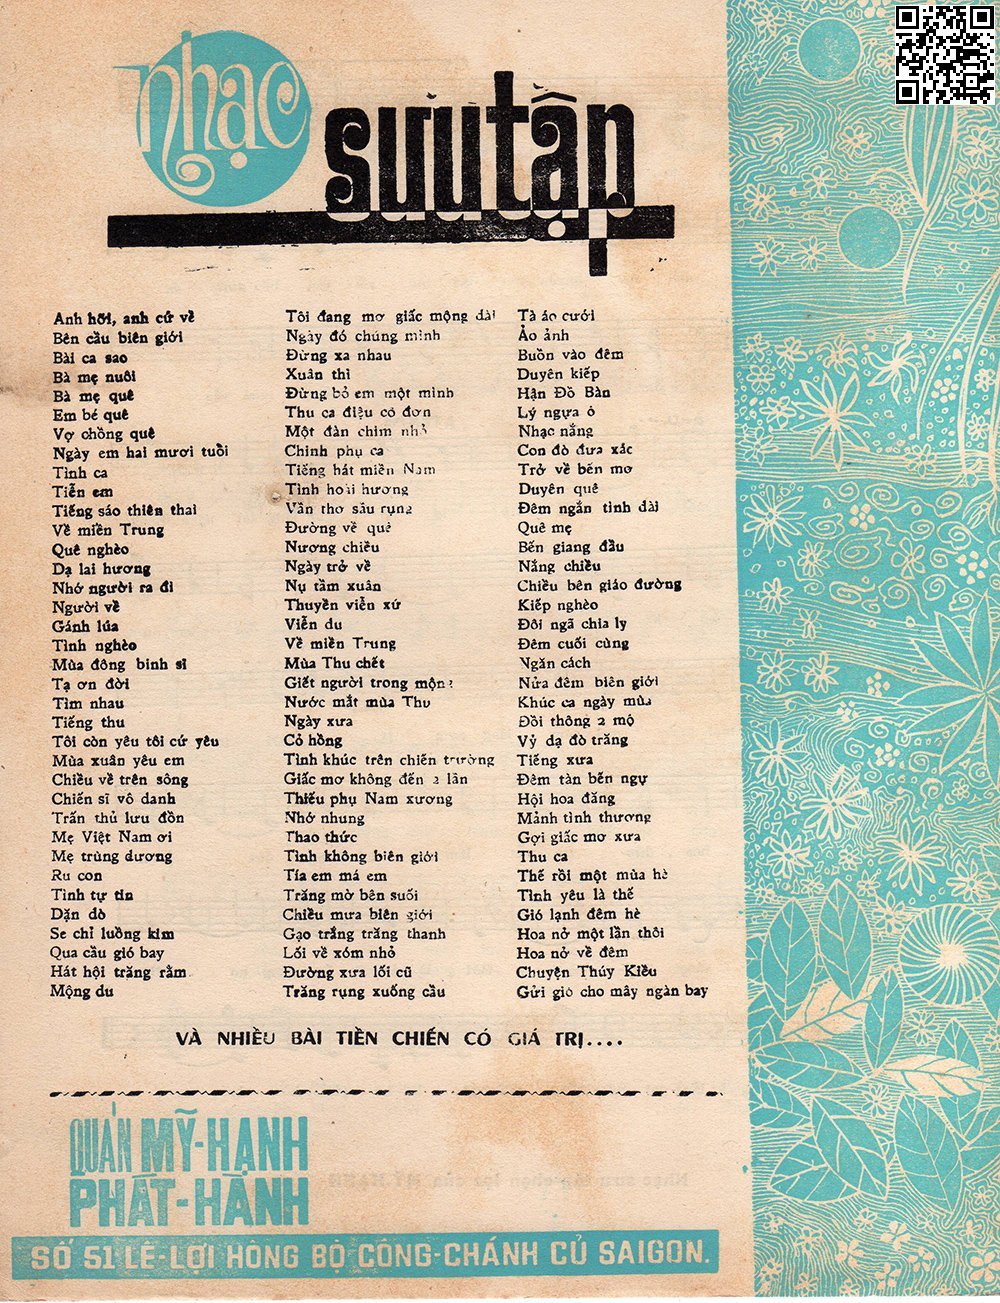 nhạc
sưu tập
Anh hỡi, anh cứ về
Bên cầu biên giới
Bài ca sao
Bà mẹ nuôi
Bà mẹ quê
Em bé quê
Vợ chồng quê
Ngày em hai mươi tuổi
Tình ca
Tiễn em
Tiếng sáo thiên thai
Về miền Trung
Quê nghèo
Dạ lai hương
Nhớ người ra đi
Người về
Gánh lúa
Tình nghèo
Mùa đông binh sĩ
Tạ ơn đời
Tìm nhau
Tiếng thu
Tôi còn yêu tôi cứ yêu
Mùa xuân yêu em
Chiều về trên sông
Chiến sĩ vô danh
Trấn thủ lưu đồn
Mẹ Việt Nam ơi
Mẹ trùng dương
Ru con
Tình tự tin
Dặn dò
Se chỉ luồng kim
Qua cầu gió bay
Hát hội trăng rằm
Mộng du
Tôi đang mơ giấc mộng dài
Ngày đó chúng mình
Đừng xa nhau
Xuân thì
Đừng bỏ em một mình
Thu ca điệu cô đơn
Một đàn chim nhỏ
Chinh phụ ca
Tiếng hát miền Nam
Tình hoài hương
Vần thơ sầu rụng
Đường về quê
Nương chiều
Ngày trở về
Nụ tầm xuân
Thuyền viễn xứ
Viễn du
Về miền Trung
Mùa Thu chết
Giết người trong mộng
Nước mắt mùa Thu
Ngày xưa
Cỏ hồng
Tình khúc trên chiến trường
Giấc mơ không đến 2 lần
Thiếu phụ Nam xương
Nhớ nhung
Thao thức
Tình không biên giới
Tía em má em
Trăng mờ bên suối
Chiều mưa biên giới
Gạo trắng trăng thanh
Lối về xóm nhỏ
Đường xưa lối cũ
Trăng rụng xuống cầu
Tà áo cưới
Ảo ảnh
Buồn vào đêm
Duyên kiếp
Hận Đồ Bàn
Lý ngựa ô
Nhạc nắng
Con đò đưa xác
Trở về bến mơ
Duyên quê
Đêm ngắn tình dài
Quê mẹ
Bến giang đầu
Nắng chiều
Chiều bên giáo đường
Kiếp nghèo
Đôi ngã chia ly
Đêm cuối cùng
Ngăn cách
Nửa đêm biên giới
Khúc ca ngày mùa
Đồi thông 2 mộ
Vỹ dạ đò trăng
Tiếng xưa
Đêm tàn bến ngự
Hội hoa đăng
Mảnh tình thương
Gợi giấc mơ xưa
Thu ca
Thế rồi một mùa hè
Tình yêu là thế
Gió lạnh đêm hè
Hoa nở một lần thôi
Hoa nở về đêm
Chuyện Thúy Kiều
Gửi gió cho mây ngàn bay
VÀ NHIỀU BÀI TIỀN CHIẾN CÓ GIÁ TRỊ....
QUÁN MỸ-HẠNH
PHÁT-HÀNH
SỐ 51 LÊ-LỢI HÔNG BỘ CÔNG-CHÁNH CỦ SAIGON.